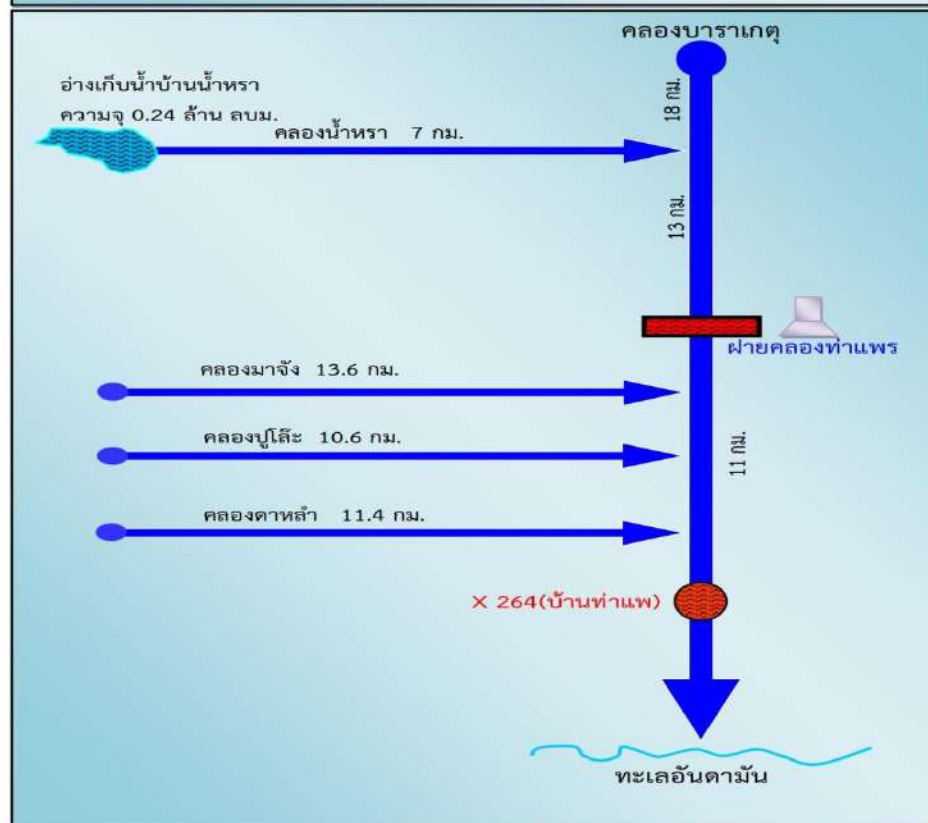 คลองบาราเกตุ
อ่างเก็บน้ำบ้านน้ำหรา
ความจุ 0.24 ล้าน ลบม.
18 กม.
คลองน้ำหรา 7 กม.
13 กม.
ฝายคลองท่าแพร
คลองมาจัง 13.6 กม.
คลองปูโล๊ะ 10.6 กม.
11 กม.
คลองตาหลำ 11.4 กม.
X 264(บ้านท่าแพ)
ทะเลอันดามัน